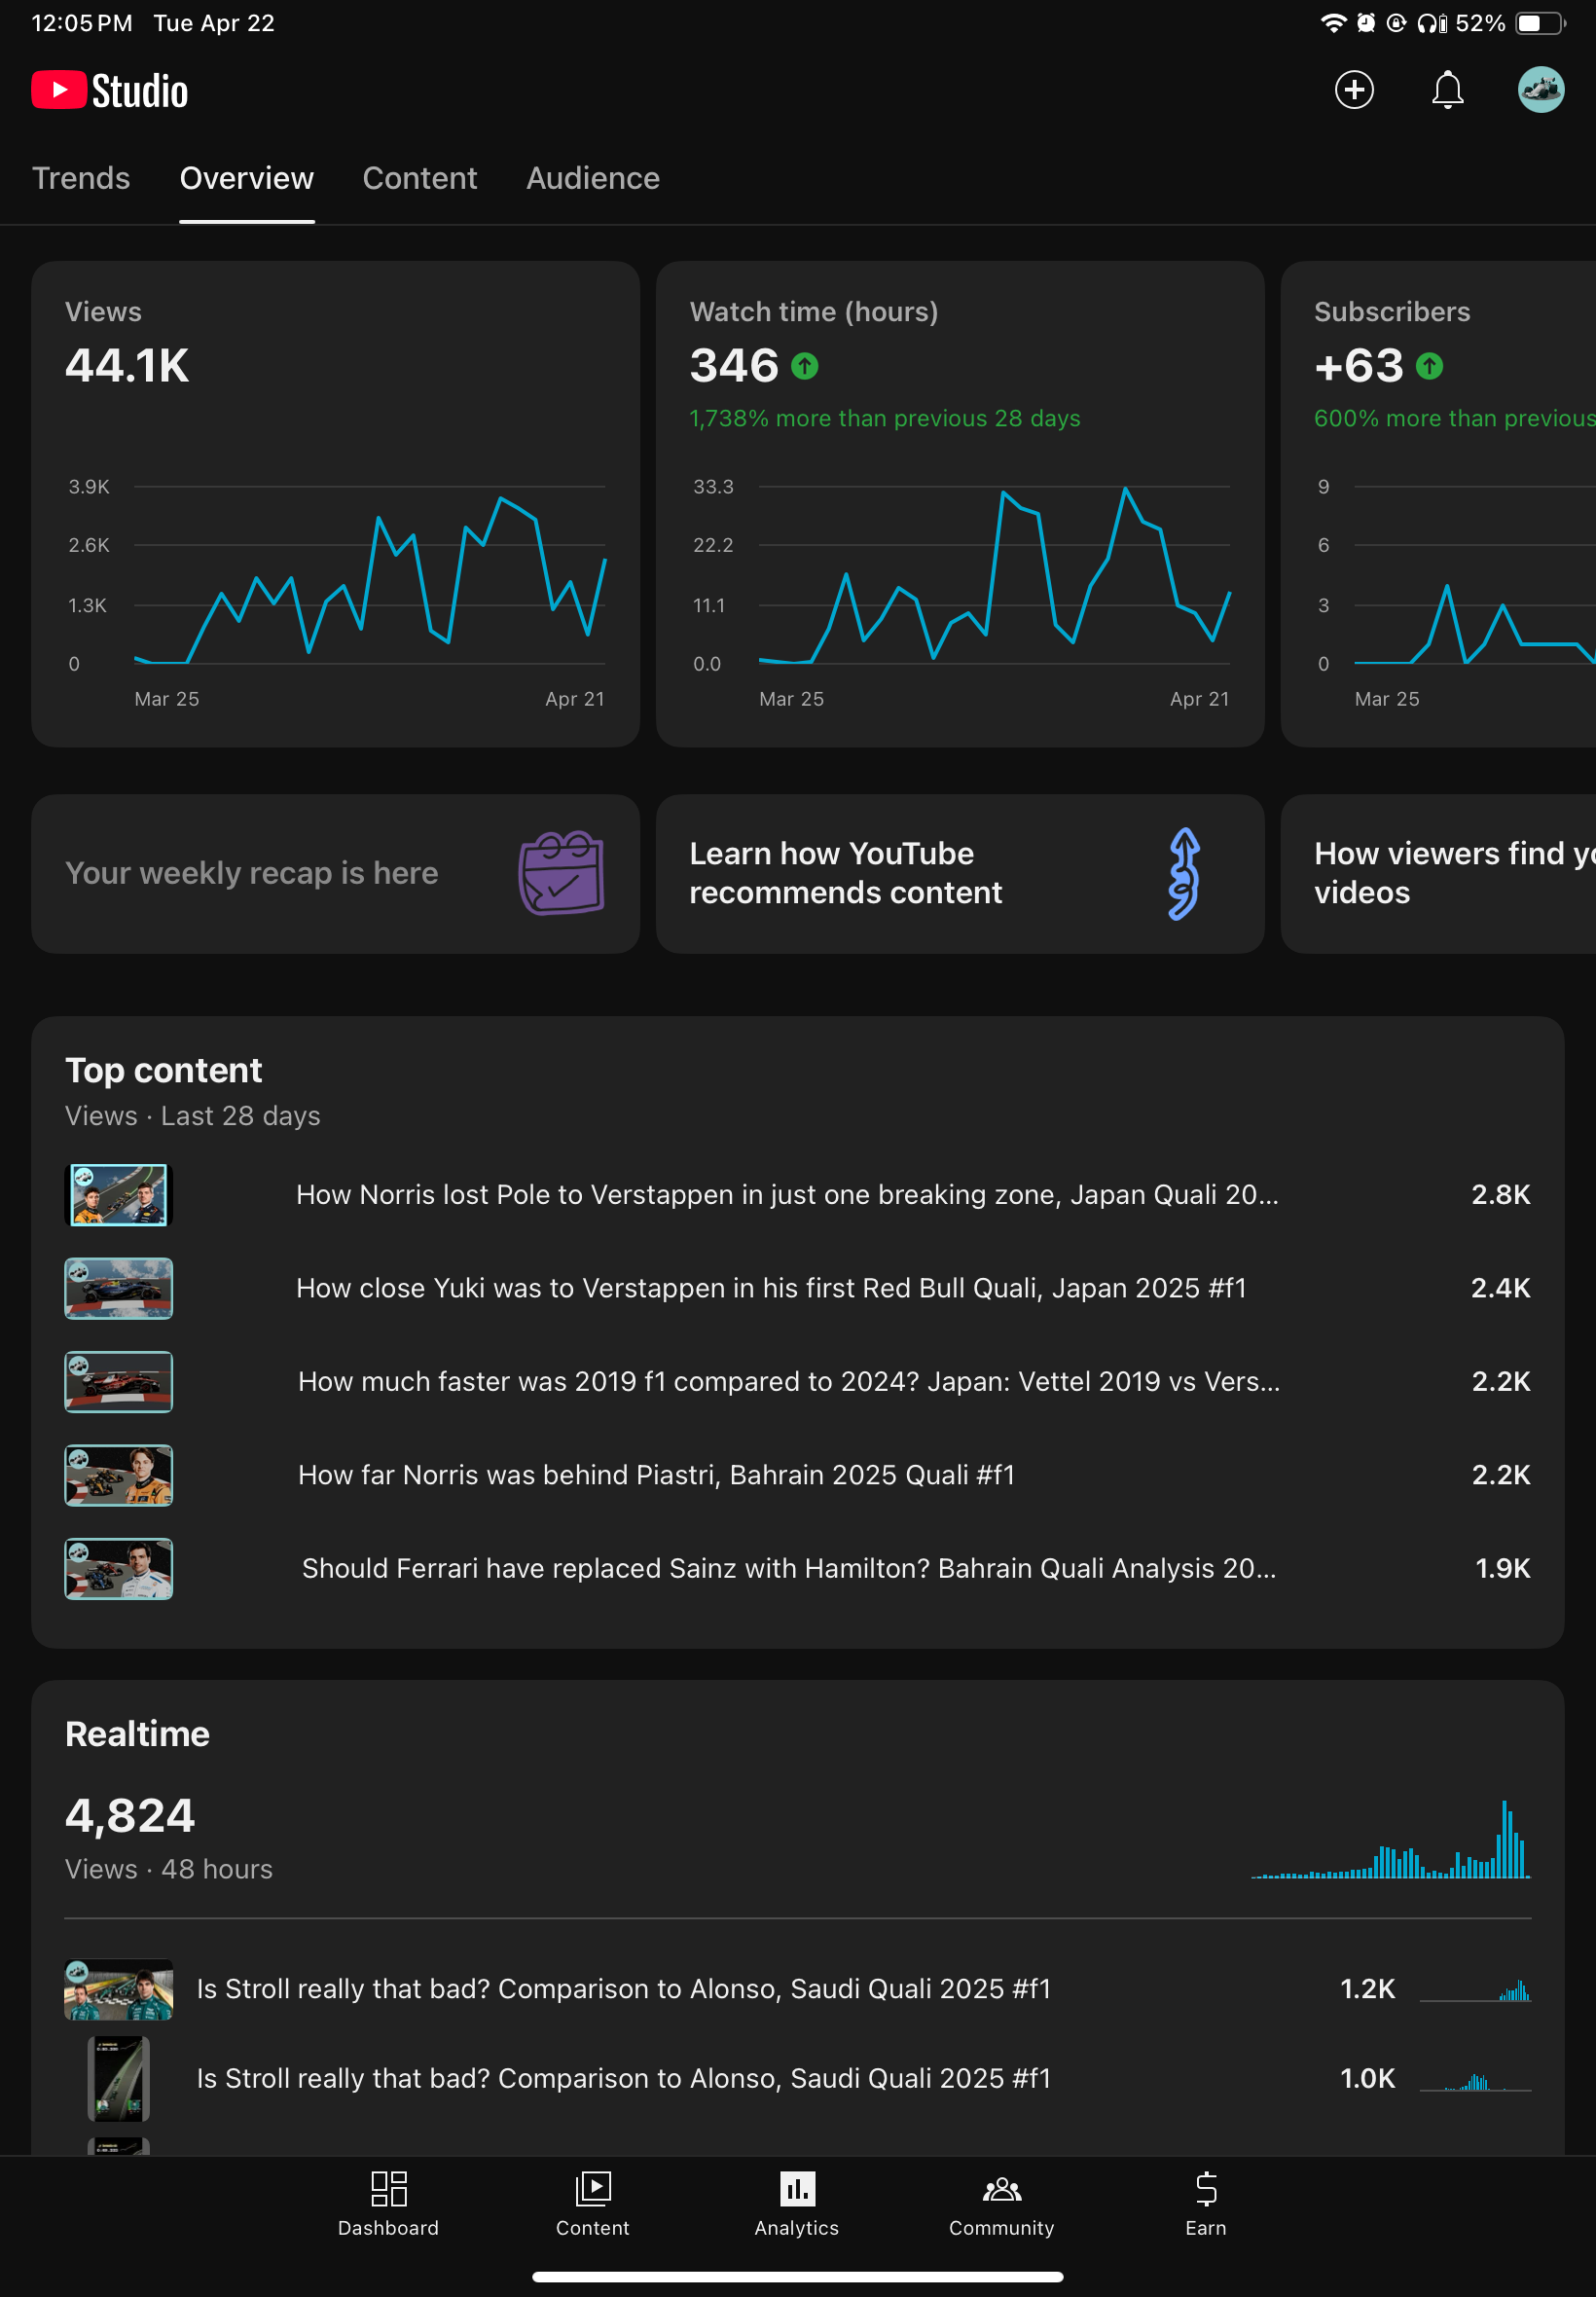 12:05 PM Tue Apr 22
52%
Studio
Trends Overview Content Audience
Views
44.1K
3.9K
2.6K
1.3K
0
Mar 25 Apr 21
Watch time (hours)
346
1,738% more than previous 28 days
33.3
22.2
11.1
0.0
Mar 25 Apr 21
Subscribers
+63
600% more than previous
9
6
3
0
Mar 25
Your weekly recap is here
Learn how YouTube
recommends content
How viewers find yo
videos
Top content
Views · Last 28 days
How Norris lost Pole to Verstappen in just one breaking zone, Japan Quali 20... 2.8K
How close Yuki was to Verstappen in his first Red Bull Quali, Japan 2025 #f1 2.4K
How much faster was 2019 f1 compared to 2024? Japan: Vettel 2019 vs Vers... 2.2K
How far Norris was behind Piastri, Bahrain 2025 Quali #f1 2.2K
Should Ferrari have replaced Sainz with Hamilton? Bahrain Quali Analysis 20... 1.9K
Realtime
4,824
Views · 48 hours
Is Stroll really that bad? Comparison to Alonso, Saudi Quali 2025 #f1 1.2K
Is Stroll really that bad? Comparison to Alonso, Saudi Quali 2025 #f1 1.0K
Dashboard Content Analytics Community Earn